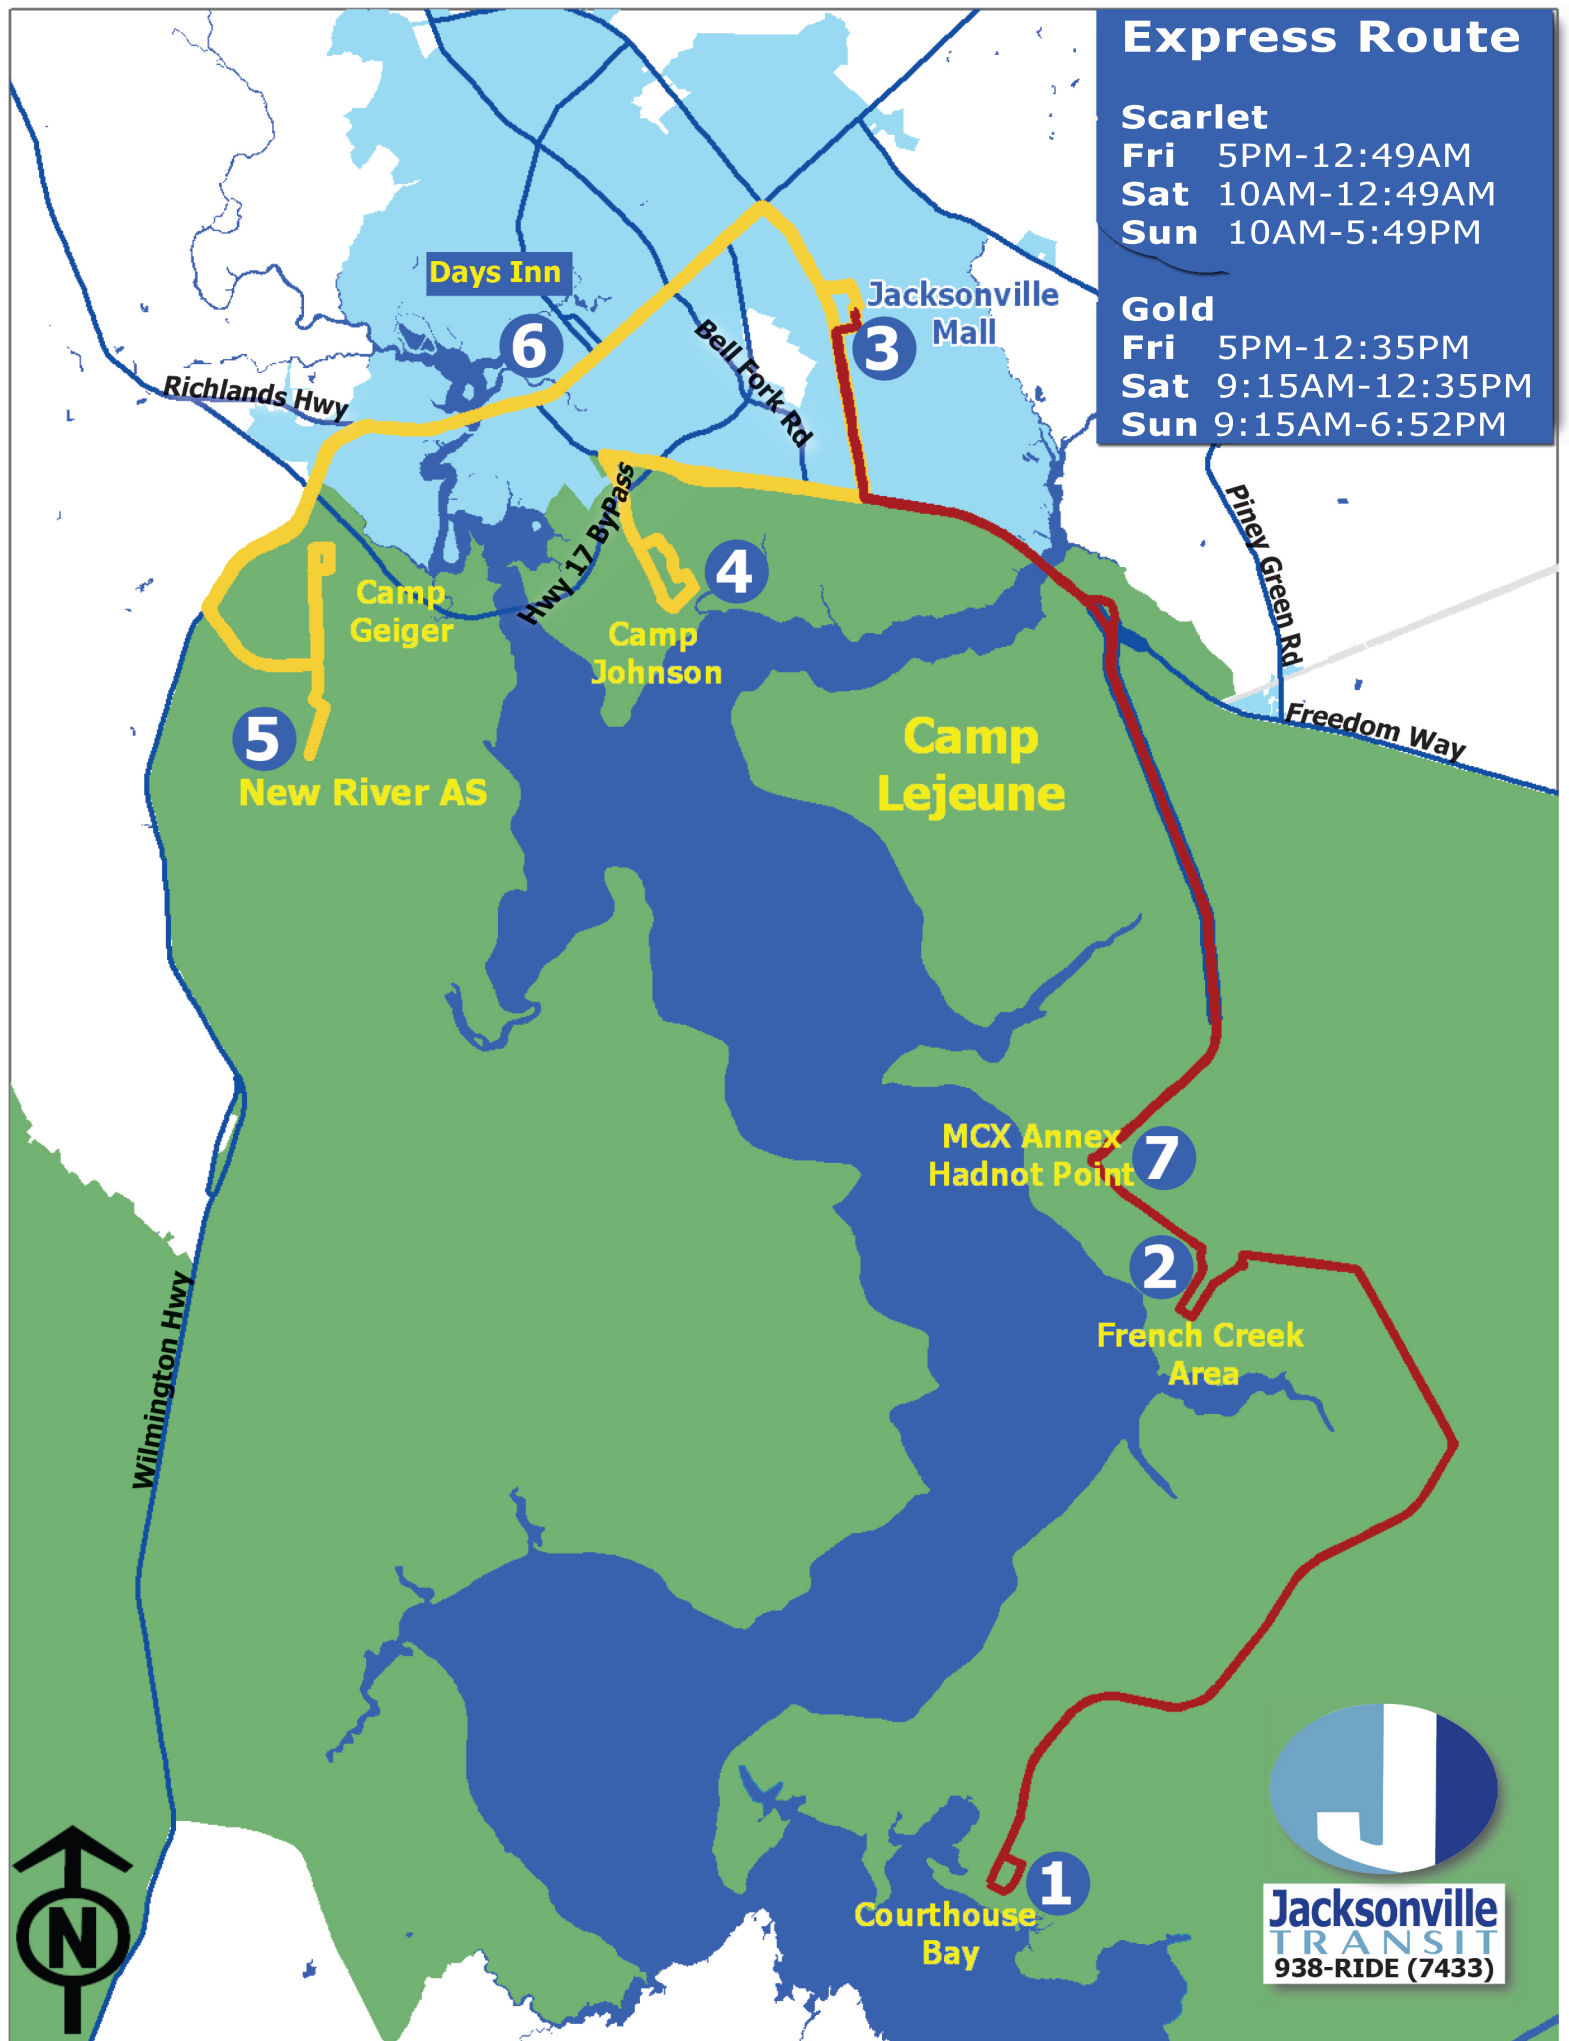 Express Route
Scarlet
Fri 5PM-12:49AM
Sat 10AM-12:49AM
Sun 10AM-5:49PM
Gold
Fri 5PM-12:35PM
Sat 9:15AM-12:35PM
Sun 9:15AM-6:52PM
Days Inn
6
Jacksonville
Mall
3
Bell Fork Rd
Richlands Hwy
Hwy 17 ByPass
Piney Green Rd
Freedom Way
Camp
Geiger
4
Camp
Johnson
5
New River AS
Camp
Lejeune
MCX Annex
Hadnot Point
7
2
French Creek
Area
Wilmington Hwy
1
Courthouse
Bay
N
J
Jacksonville
TRANSIT
938-RIDE (7433)